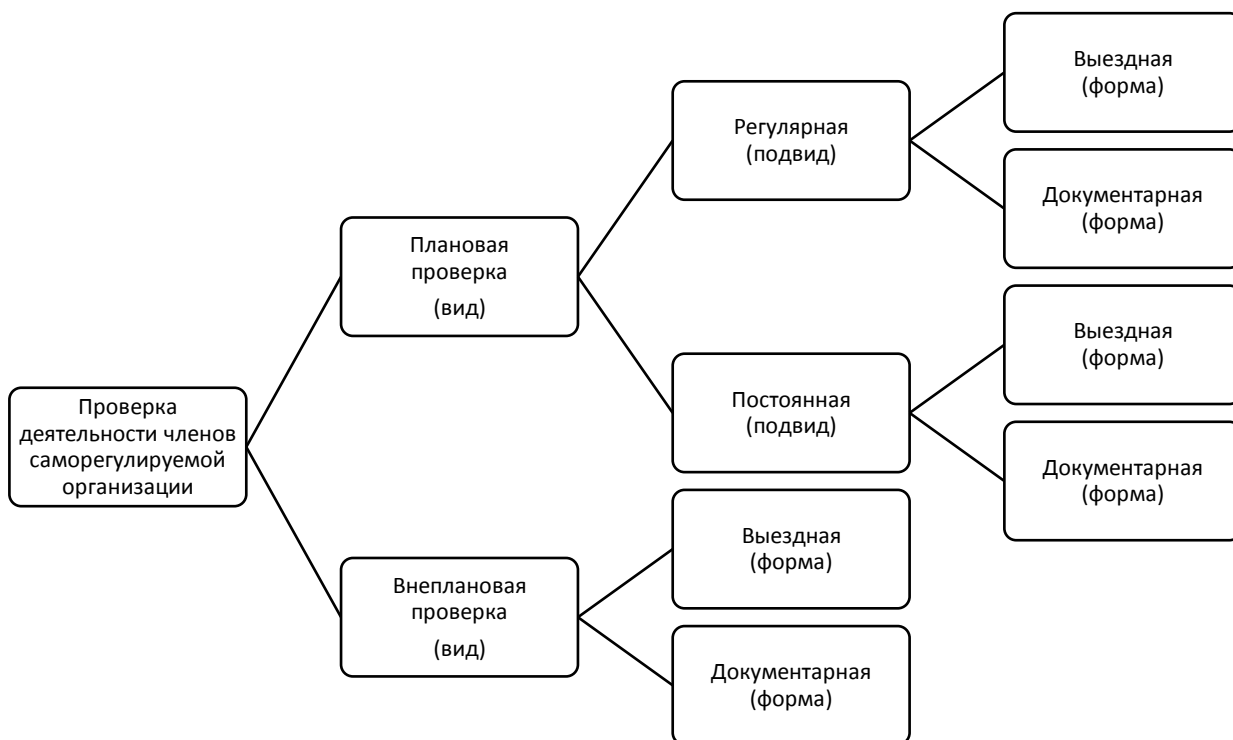 Проверка
деятельности членов
саморегулируемой
организации
Плановая
проверка
(вид)
Регулярная
(подвид)
Выездная
(форма)
Документарная
(форма)
Постоянная
(подвид)
Выездная
(форма)
Документарная
(форма)
Внеплановая
проверка
(вид)
Выездная
(форма)
Документарная
(форма)